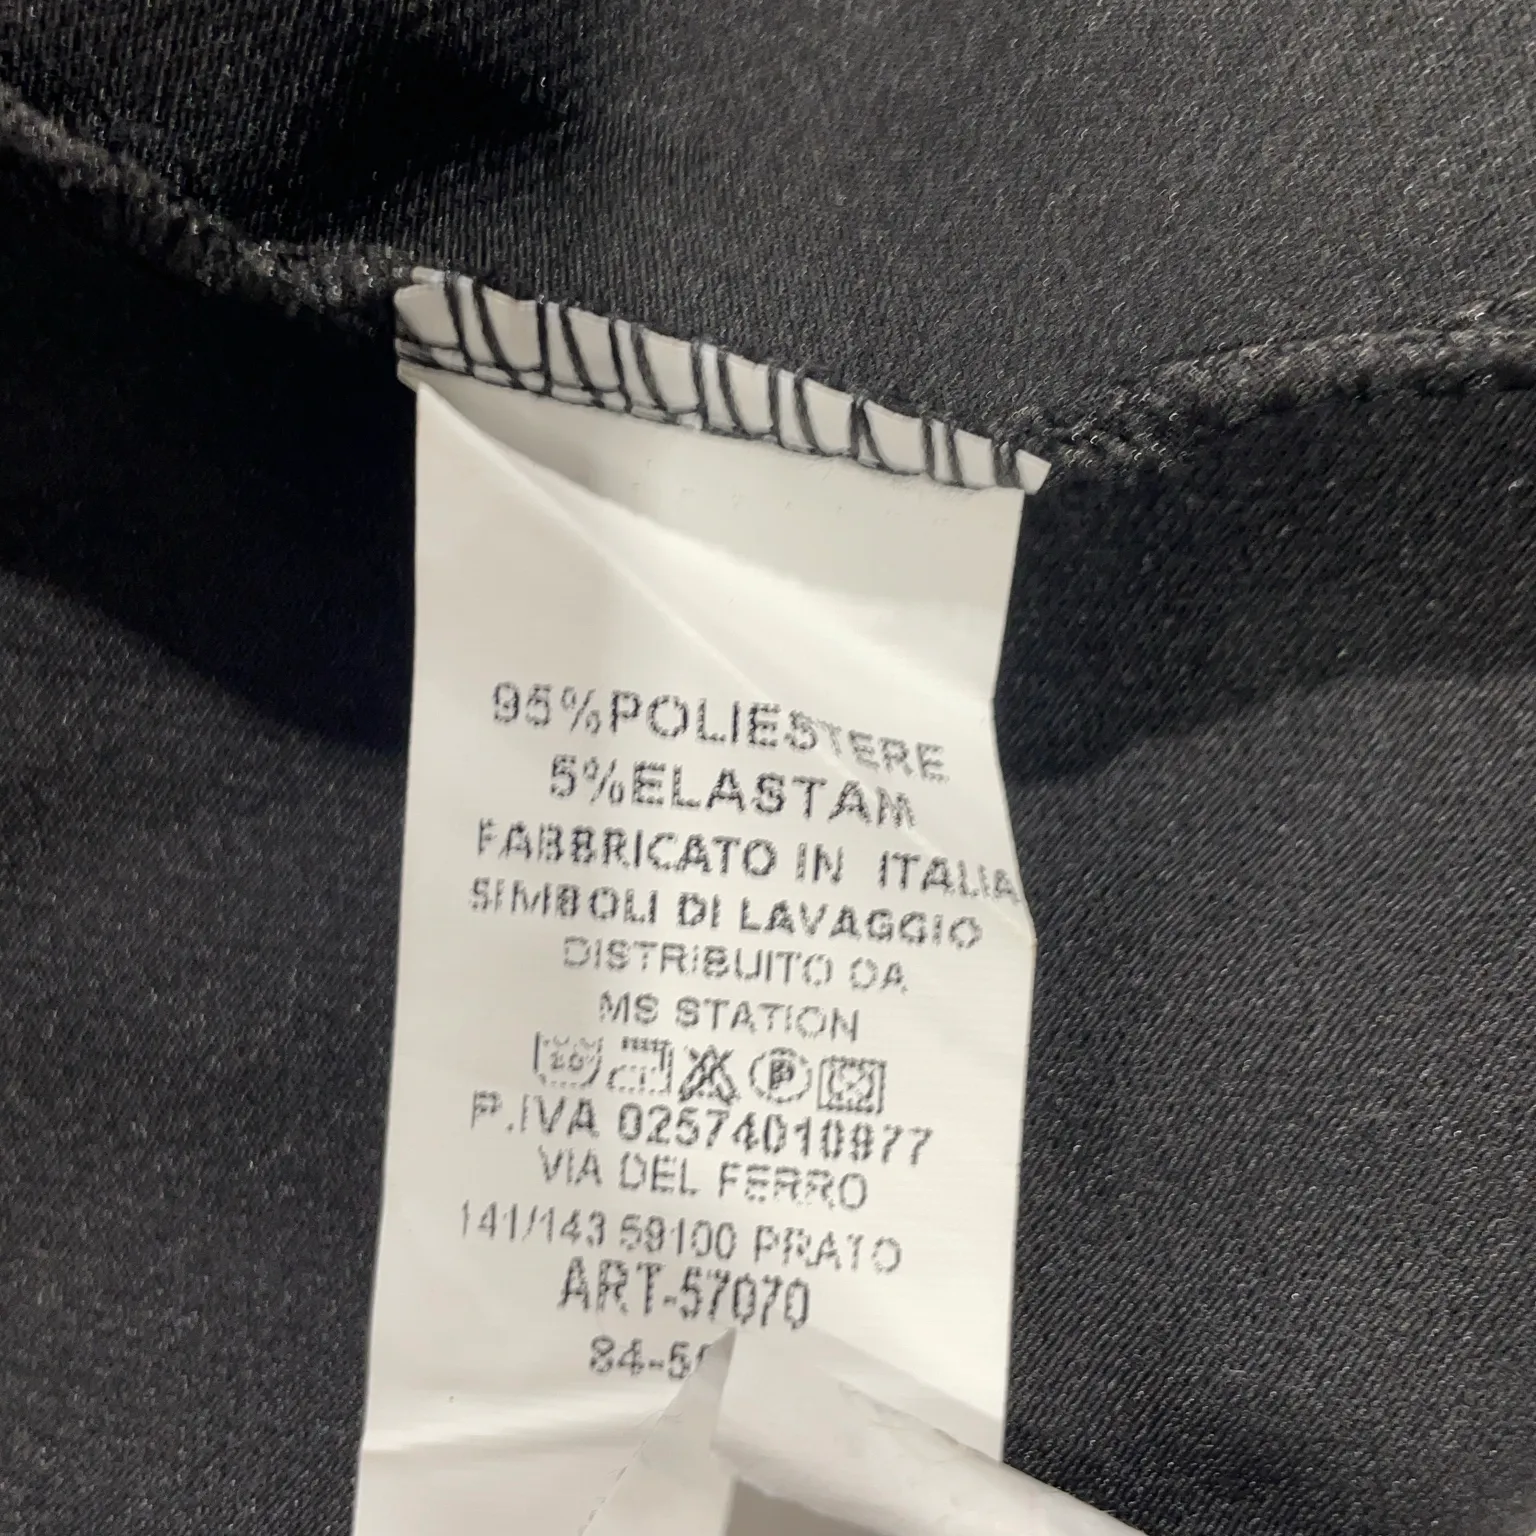 95%POLIESTERE
5%ELASTAM
FABBRICATO IN ITALIA
SIMBOLI DI LAVAGGIO
DISTRIBUITO DA
MS STATION
P
P.IVA 02574010977
VIA DEL FERRO
141/143 59100 PRATO
ART-57070